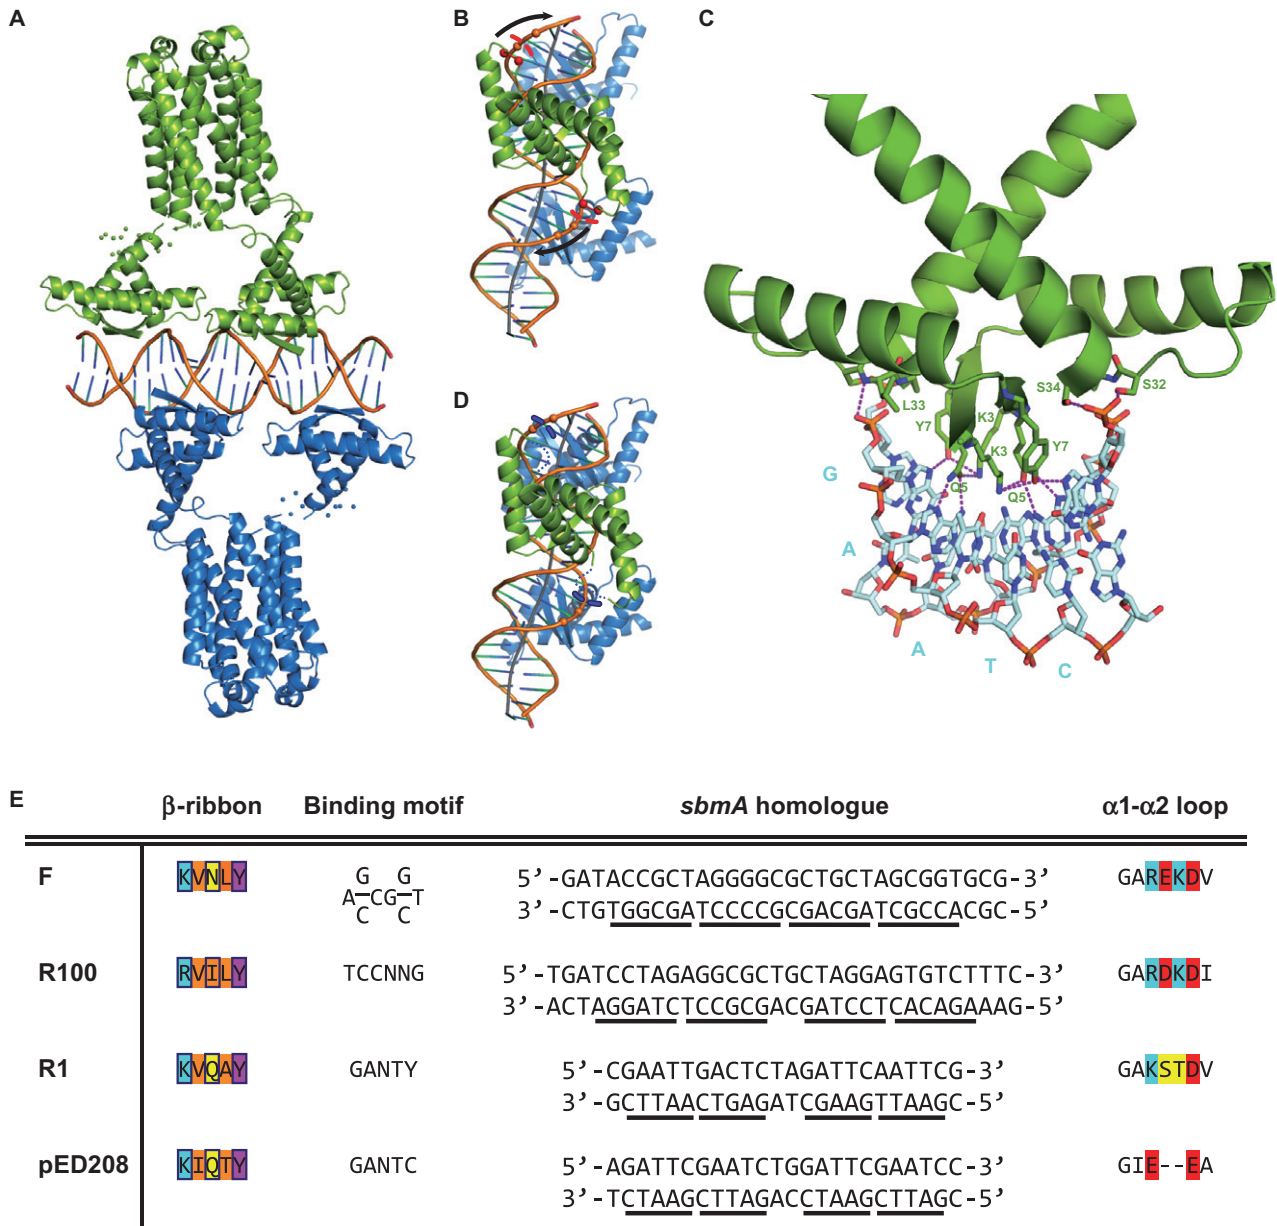 A
B
C
L33
Y7
K3
K3
Q5
Q5
Y7
S34
S32
G
A
A
T
C
D
E
β-ribbon Binding motif sbmA homologue α1-α2 loop
F KVNLY G G A CG T C C 5’-GATACCGCTAGGGGCGCTGCTAGCGGTGCG-3’ GAREKDV
3’-CTGTGGCGATCCCCGCGACGATCGCCACGC-5’
R100 RVILY TCCNNG 5’-TGATCCTAGAGGCGCTGCTAGGAGTGTCTTTC-3’ GARDKDI
3’-ACTAGGATCTCCGCGACGATCCTCACAGAAAG-5’
R1 KVQAY GANTY 5’-CGAATTGACTCTAGATTCAATTCG-3’ GAKSTDV
3’-GCTTAACTGAGATCGAAGTTAAGC-5’
pED208 KIQTY GANTC 5’-AGATTCGAATCTGGATTCGAATCC-3’ GIE--EA
3’-TCTAAGCTTAGACCTAAGCTTAGC-5’